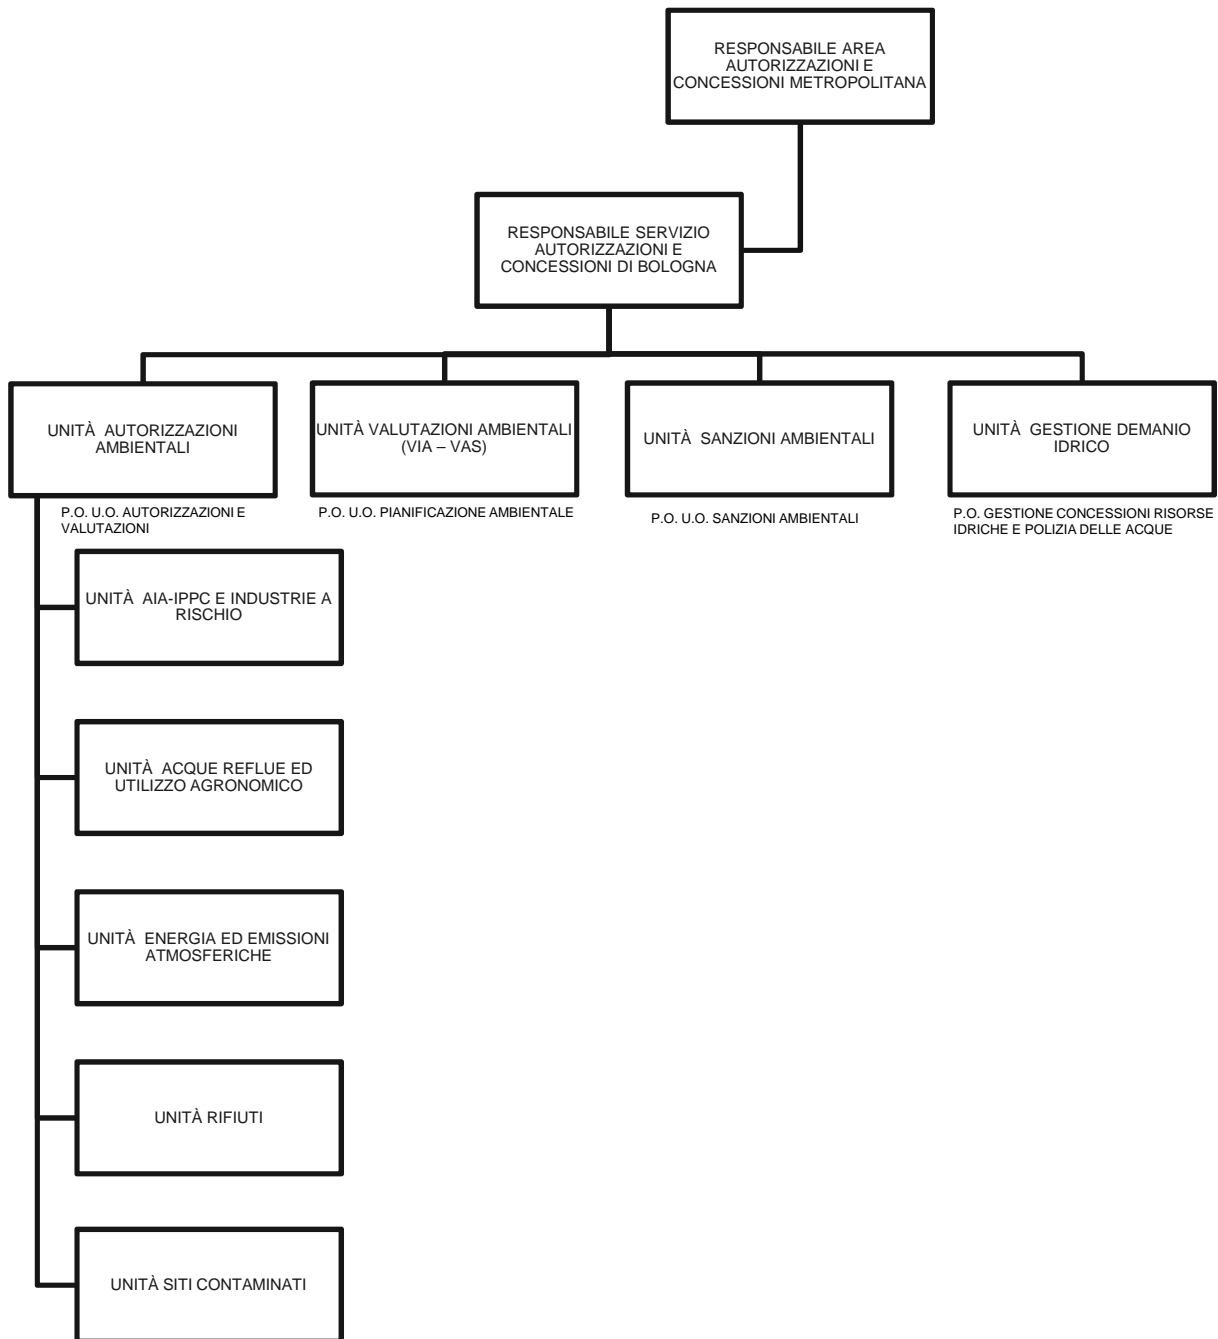 RESPONSABILE AREA
AUTORIZZAZIONI E
CONCESSIONI METROPOLITANA
RESPONSABILE SERVIZIO
AUTORIZZAZIONI E
CONCESSIONI DI BOLOGNA
UNITÀ AUTORIZZAZIONI
AMBIENTALI
UNITÀ VALUTAZIONI AMBIENTALI
(VIA – VAS)
UNITÀ SANZIONI AMBIENTALI
UNITÀ GESTIONE DEMANIO
IDRICO
P.O. U.O. AUTORIZZAZIONI E
VALUTAZIONI
P.O. U.O. PIANIFICAZIONE AMBIENTALE
P.O. U.O. SANZIONI AMBIENTALI
P.O. GESTIONE CONCESSIONI RISORSE
IDRICHE E POLIZIA DELLE ACQUE
UNITÀ AIA-IPPC E INDUSTRIE A
RISCHIO
UNITÀ ACQUE REFLUE ED
UTILIZZO AGRONOMICO
UNITÀ ENERGIA ED EMISSIONI
ATMOSFERICHE
UNITÀ RIFIUTI
UNITÀ SITI CONTAMINATI